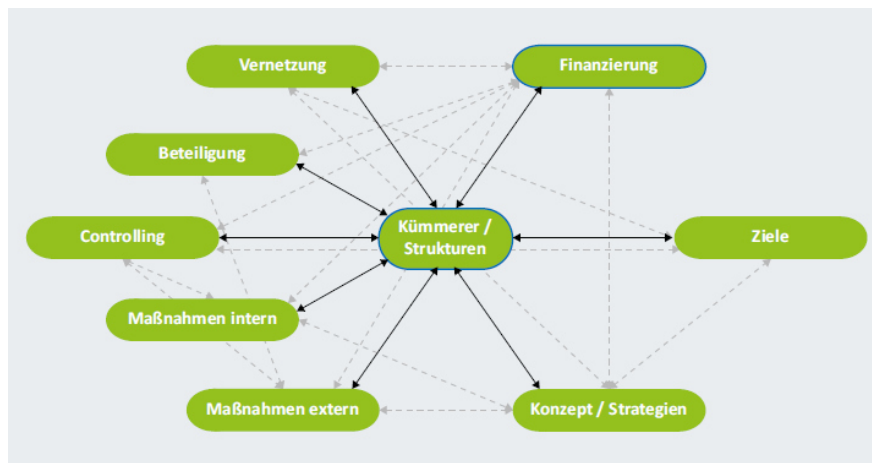 Vernetzung
Finanzierung
Beteiligung
Kümmerer /
Strukturen
Controlling
Ziele
Maßnahmen intern
Maßnahmen extern
Konzept / Strategien